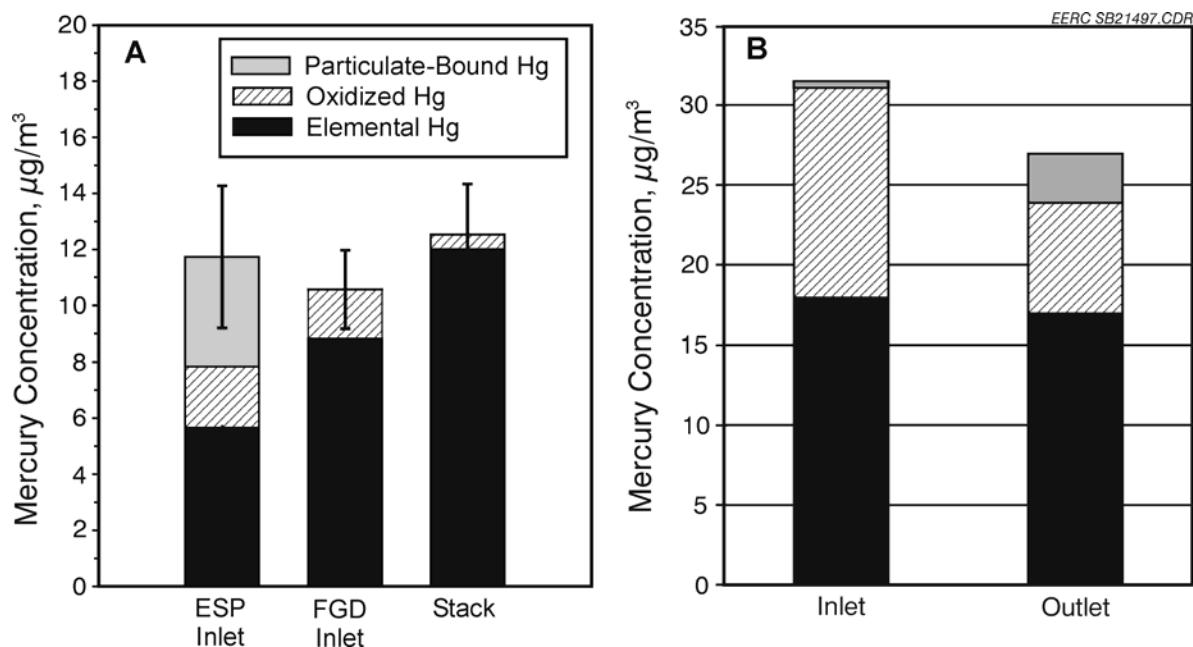 EERC SB21497.CDR
A
Particulate-Bound Hg
Oxidized Hg
Elemental Hg
Mercury Concentration, µg/m³
20
18
16
14
12
10
8
6
4
2
0
ESP
Inlet
FGD
Inlet
Stack
B
Mercury Concentration, µg/m³
35
30
25
20
15
10
5
0
Inlet
Outlet